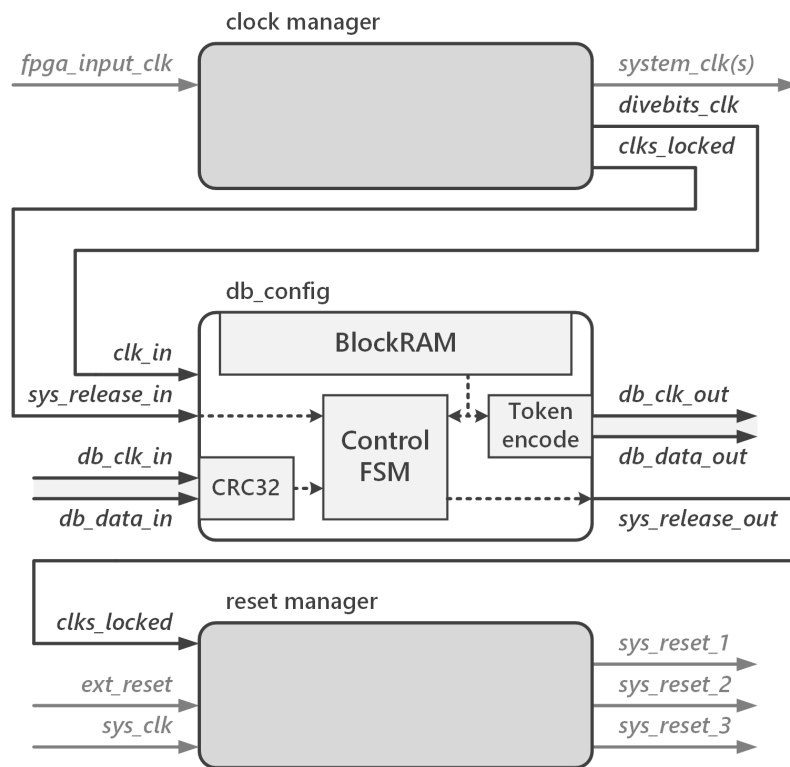 clock manager
fpga_input_clk
system_clk(s)
divebits_clk
clks_locked
db_config
BlockRAM
clk_in
sys_release_in
db_clk_in
db_data_in
CRC32
Control
FSM
Token
encode
db_clk_out
db_data_out
sys_release_out
reset manager
clks_locked
ext_reset
sys_clk
sys_reset_1
sys_reset_2
sys_reset_3